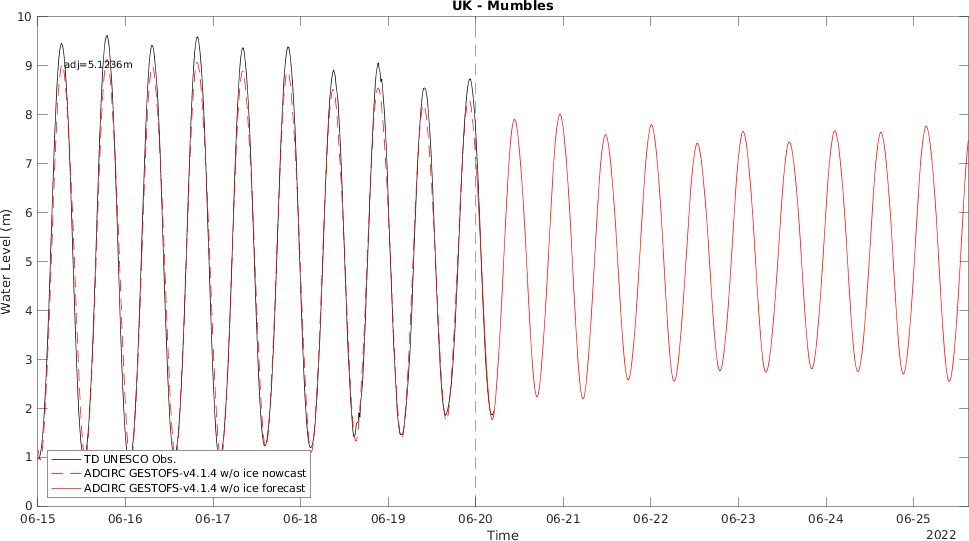 UK - Mumbles
10
9
8
7
6
5
4
3
2
1
0
Water Level (m)
adj=5.1236m
TD UNESCO Obs.
ADCIRC GESTOFS-v4.1.4 w/o ice nowcast
ADCIRC GESTOFS-v4.1.4 w/o ice forecast
06-15 06-16 06-17 06-18 06-19 06-20 06-21 06-22 06-23 06-24 06-25
Time
2022